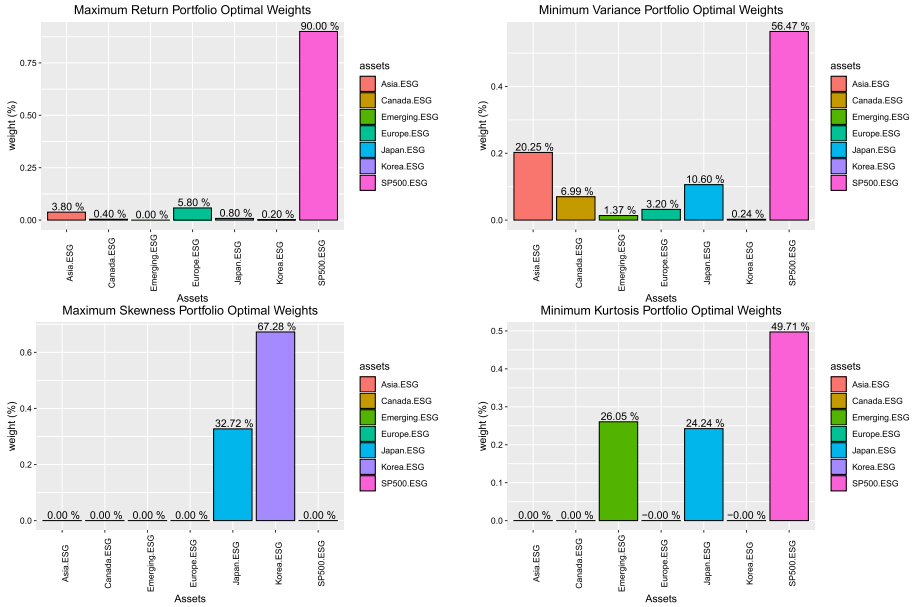 Maximum Return Portfolio Optimal Weights
weight (%)
0.75
0.50
0.25
0.00
3.80 %
0.40 %
0.00 %
5.80 %
0.80 %
0.20 %
90.00 %
Asia.ESG
Canada.ESG
Emerging.ESG
Europe.ESG
Japan.ESG
Korea.ESG
SP500.ESG
Assets
assets
Asia.ESG
Canada.ESG
Emerging.ESG
Europe.ESG
Japan.ESG
Korea.ESG
SP500.ESG
Minimum Variance Portfolio Optimal Weights
weight (%)
0.4
0.2
0.0
20.25 %
6.99 %
1.37 %
3.20 %
10.60 %
0.24 %
56.47 %
Asia.ESG
Canada.ESG
Emerging.ESG
Europe.ESG
Japan.ESG
Korea.ESG
SP500.ESG
Assets
assets
Asia.ESG
Canada.ESG
Emerging.ESG
Europe.ESG
Japan.ESG
Korea.ESG
SP500.ESG
Maximum Skewness Portfolio Optimal Weights
weight (%)
0.6
0.4
0.2
0.0
0.00 %
0.00 %
0.00 %
0.00 %
32.72 %
67.28 %
0.00 %
Asia.ESG
Canada.ESG
Emerging.ESG
Europe.ESG
Japan.ESG
Korea.ESG
SP500.ESG
Assets
assets
Asia.ESG
Canada.ESG
Emerging.ESG
Europe.ESG
Japan.ESG
Korea.ESG
SP500.ESG
Minimum Kurtosis Portfolio Optimal Weights
weight (%)
0.5
0.4
0.3
0.2
0.1
0.0
0.00 %
0.00 %
26.05 %
−0.00 %
24.24 %
−0.00 %
49.71 %
Asia.ESG
Canada.ESG
Emerging.ESG
Europe.ESG
Japan.ESG
Korea.ESG
SP500.ESG
Assets
assets
Asia.ESG
Canada.ESG
Emerging.ESG
Europe.ESG
Japan.ESG
Korea.ESG
SP500.ESG